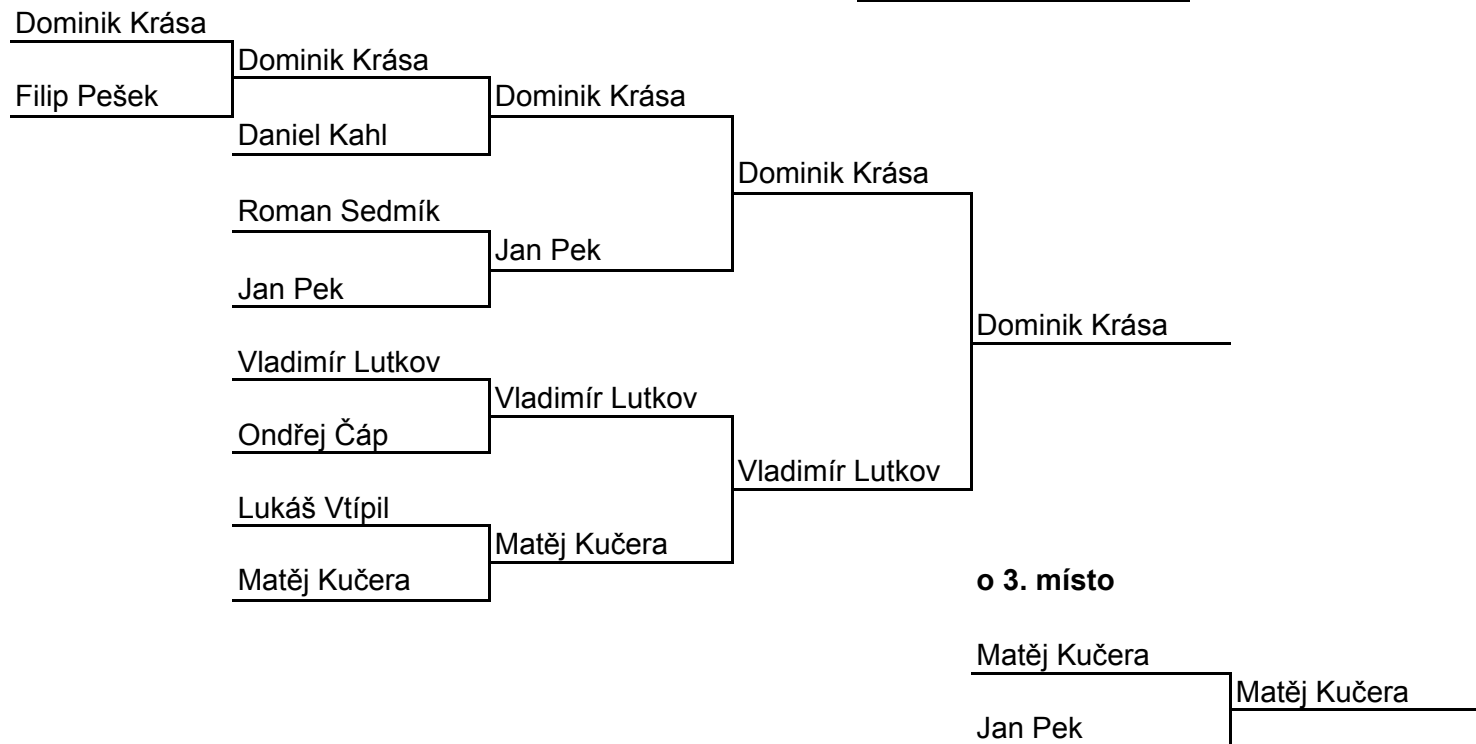 Dominik Krása
Dominik Krása
Filip Pešek
Dominik Krása
Daniel Kahl
Dominik Krása
Roman Sedmík
Jan Pek
Jan Pek
Dominik Krása
Vladimír Lutkov
Vladimír Lutkov
Ondřej Čáp
Vladimír Lutkov
Lukáš Vtípil
Matěj Kučera
Matěj Kučera
o 3. místo
Matěj Kučera
Matěj Kučera
Jan Pek